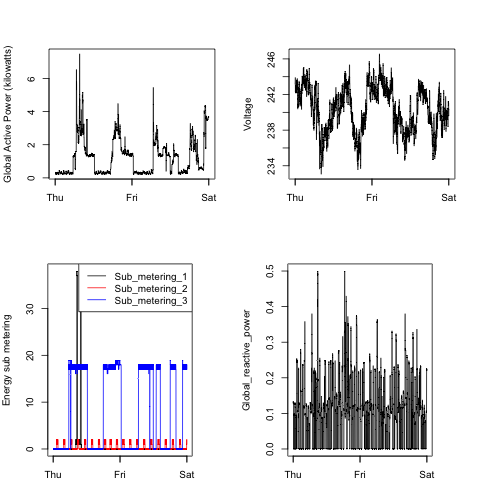 Global Active Power (kilowatts)
0 2 4 6
Thu Fri Sat
Voltage
234 238 242 246
Thu Fri Sat
Energy sub metering
0 10 20 30
Sub_metering_1
Sub_metering_2
Sub_metering_3
Thu Fri Sat
Global_reactive_power
0.0 0.1 0.2 0.3 0.4 0.5
Thu Fri Sat